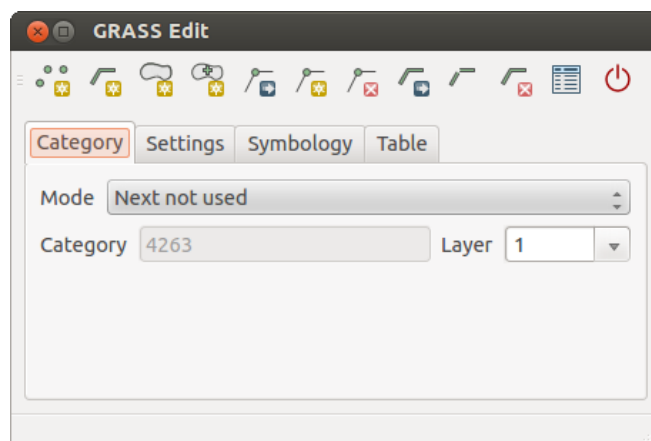 GRASS Edit
Category Settings Symbology Table
Mode Next not used
Category 4263 Layer 1